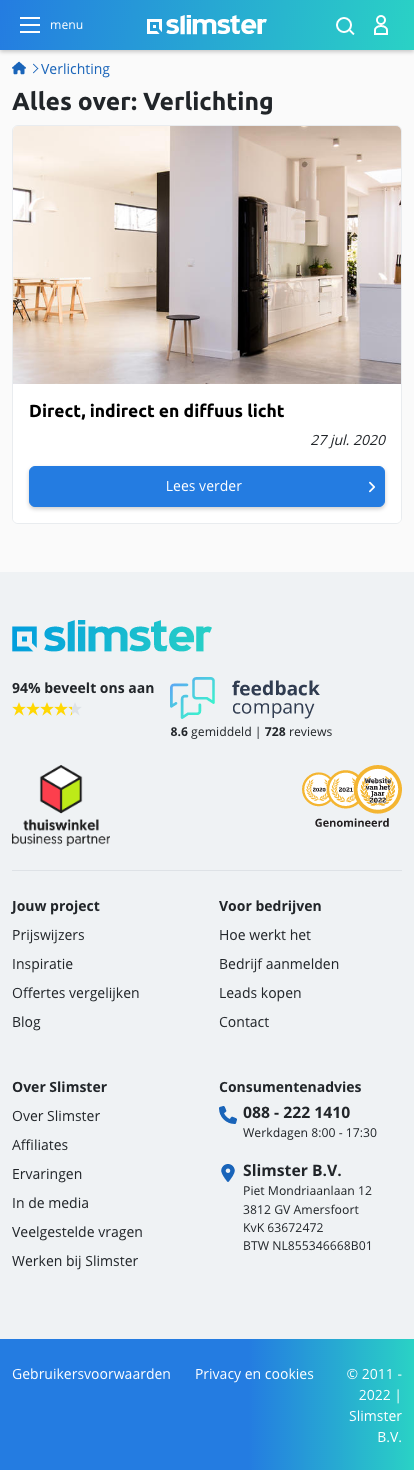 menu
slimster
Verlichting
Alles over: Verlichting
Direct, indirect en diffuus licht
27 jul. 2020
Lees verder
slimster
94% beveelt ons aan
feedback
company
8.6 gemiddeld | 728 reviews
thuiswinkel
business partner
2020
2021
Website
van het
Jaar
2022
Genomineerd
Jouw project
Prijswijzers
Inspiratie
Offertes vergelijken
Blog
Voor bedrijven
Hoe werkt het
Bedrijf aanmelden
Leads kopen
Contact
Over Slimster
Over Slimster
Affiliates
Ervaringen
In de media
Veelgestelde vragen
Werken bij Slimster
Consumentenadvies
088 - 222 1410
Werkdagen 8:00 - 17:30
Slimster B.V.
Piet Mondriaanlaan 12
3812 GV Amersfoort
KvK 63672472
BTW NL855346668B01
Gebruikersvoorwaarden
Privacy en cookies
© 2011 -
2022 |
Slimster
B.V.